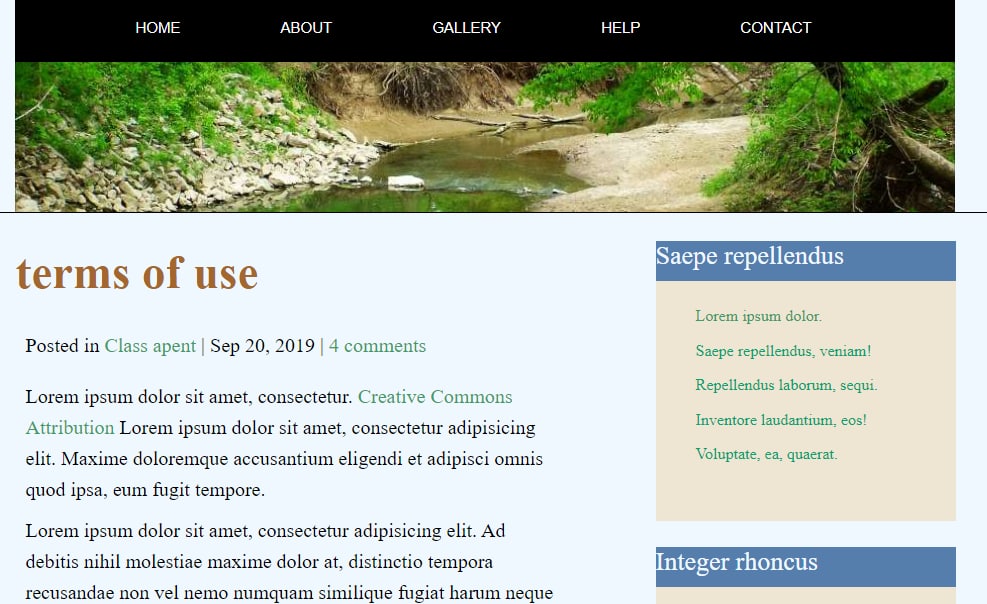 HOME ABOUT GALLERY HELP CONTACT
terms of use
Posted in Class apent | Sep 20, 2019 | 4 comments
Lorem ipsum dolor sit amet, consectetur. Creative Commons
Attribution Lorem ipsum dolor sit amet, consectetur adipisicing
elit. Maxime doloremque accusantium eligendi et adipisci omnis
quod ipsa, eum fugit tempore.
Lorem ipsum dolor sit amet, consectetur adipisicing elit. Ad
debitis nihil molestiae maxime dolor at, distinctio tempora
recusandae non vel nemo numquam similique fugiat harum neque
Saepe repellendus
Lorem ipsum dolor.
Saepe repellendus, veniam!
Repellendus laborum, sequi.
Inventore laudantium, eos!
Voluptate, ea, quaerat.
Integer rhoncus